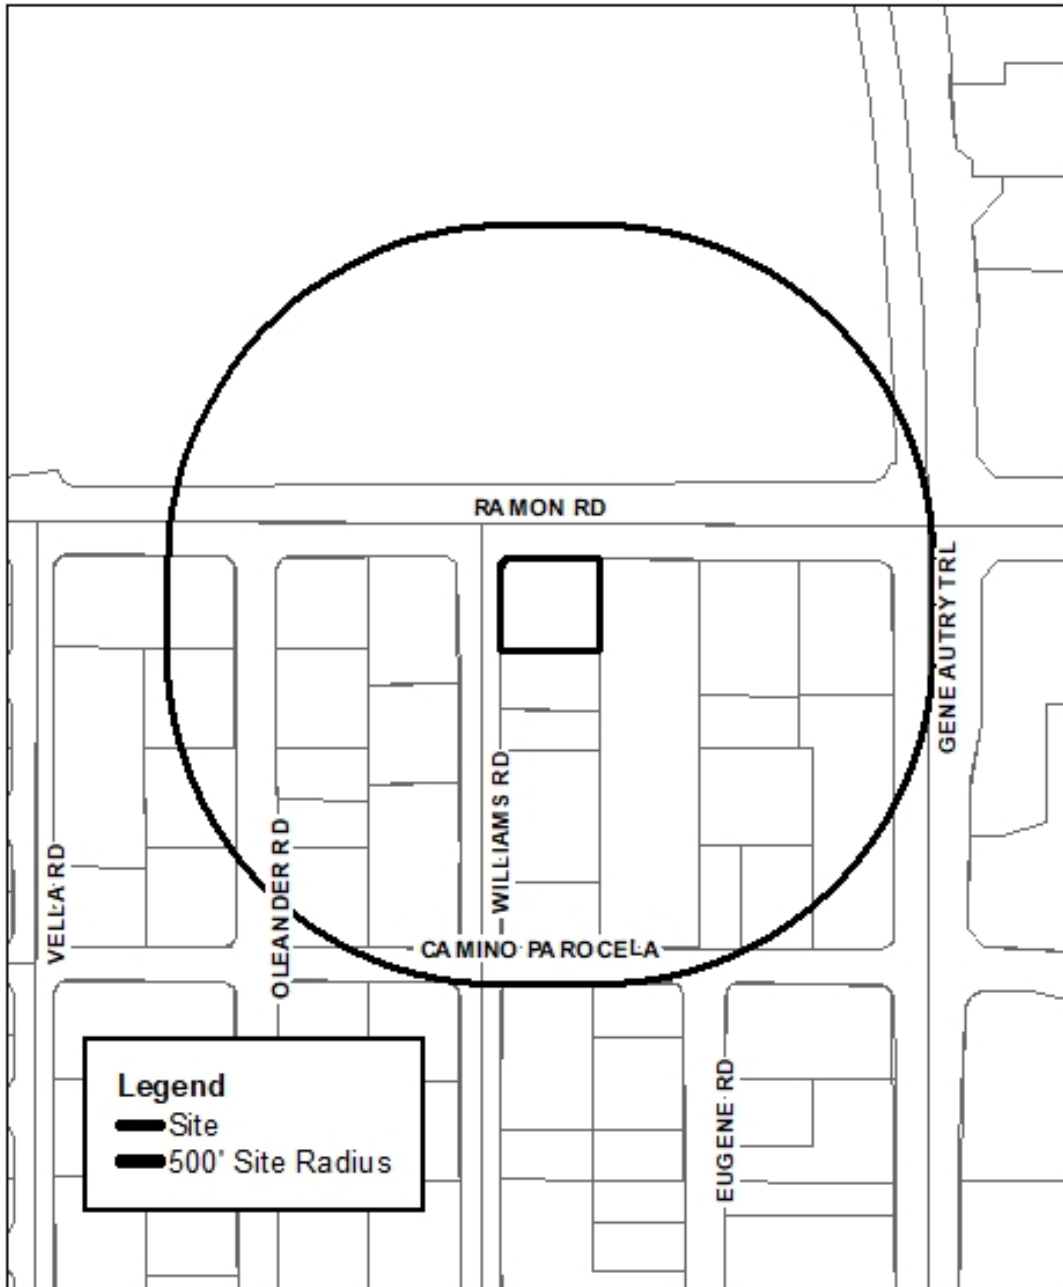 RAMON RD
GENE AUTRY TRL
WILLIAMS RD
OLEANDER RD
VELLA RD
CAMINO PAROCELA
EUGENE RD
Legend
Site
500' Site Radius